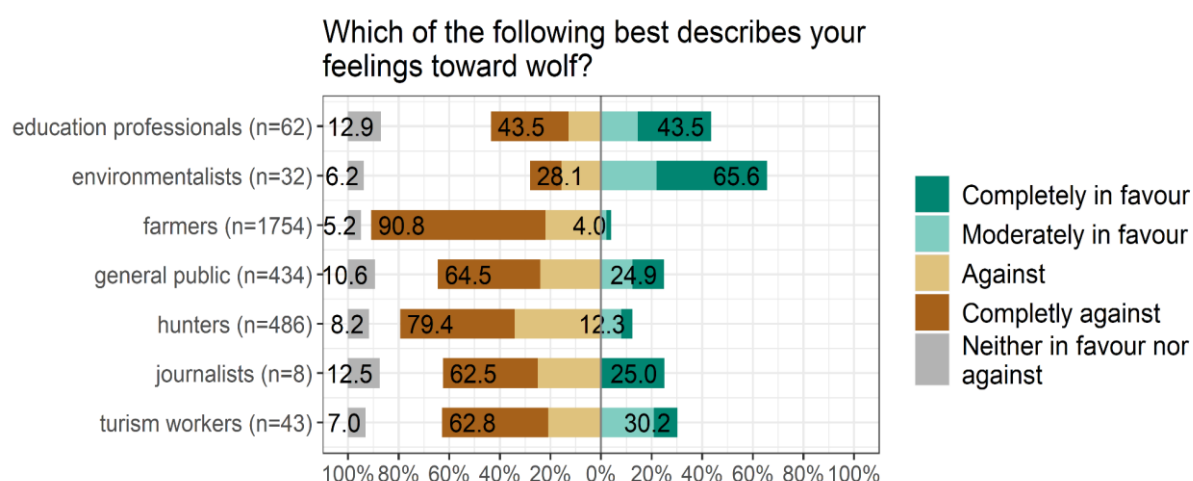 Which of the following best describes your
feelings toward wolf?
education professionals (n=62) 12.9 43.5 43.5
environmentalists (n=32) 6.2 28.1 65.6
farmers (n=1754) 5.2 90.8 4.0
general public (n=434) 10.6 64.5 24.9
hunters (n=486) 8.2 79.4 12.3
journalists (n=8) 12.5 62.5 25.0
turism workers (n=43) 7.0 62.8 30.2
100% 80% 60% 40% 20% 0% 20% 40% 60% 80% 100%
Completely in favour
Moderately in favour
Against
Completly against
Neither in favour nor
against